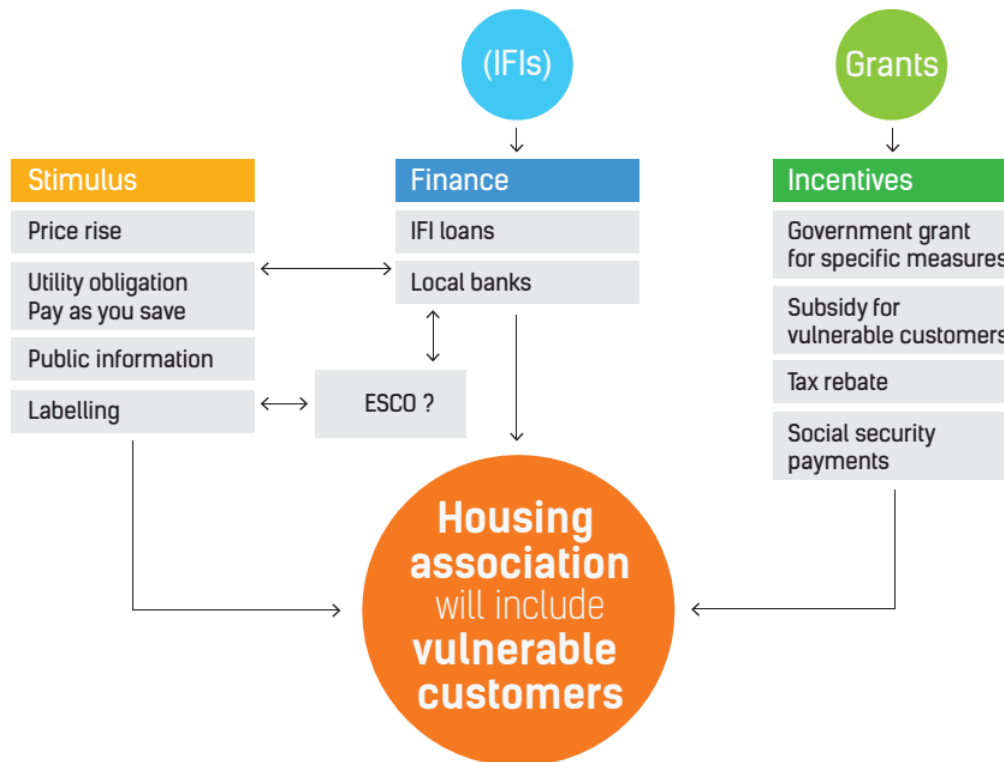 (IFIs)
Grants
Stimulus
Price rise
Utility obligation
Pay as you save
Public information
Labelling
Finance
IFI loans
Local banks
ESCO ?
Incentives
Government grant
for specific measures
Subsidy for
vulnerable customers
Tax rebate
Social security
payments
Housing
association
will include
vulnerable
customers